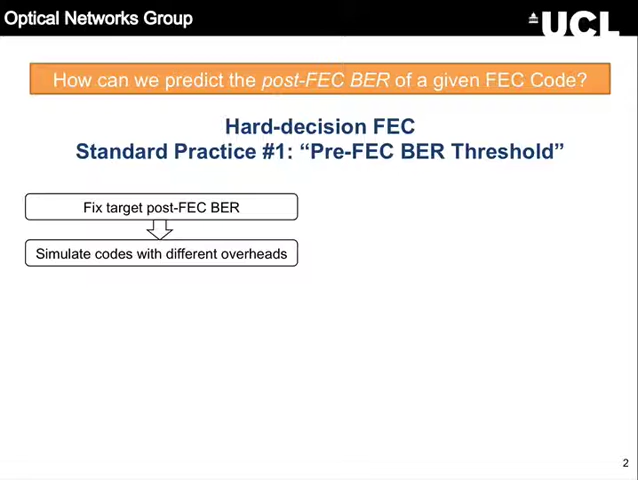 Optical Networks Group
UCL
How can we predict the post-FEC BER of a given FEC Code?
Hard-decision FEC
Standard Practice #1: “Pre-FEC BER Threshold”
Fix target post-FEC BER
Simulate codes with different overheads
2